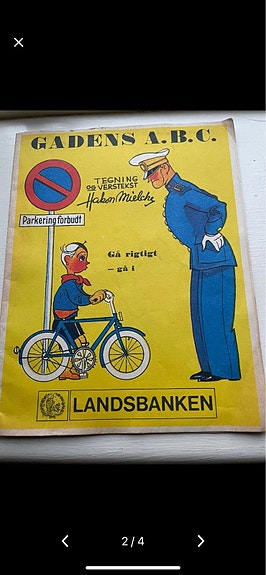 GADENS A.B.C.
TEGNING
OG VERSTEKST
Hakon Mielche
Parkering forbudt
Gå rigtigt
– gå i
LANDSBANKEN
2/4